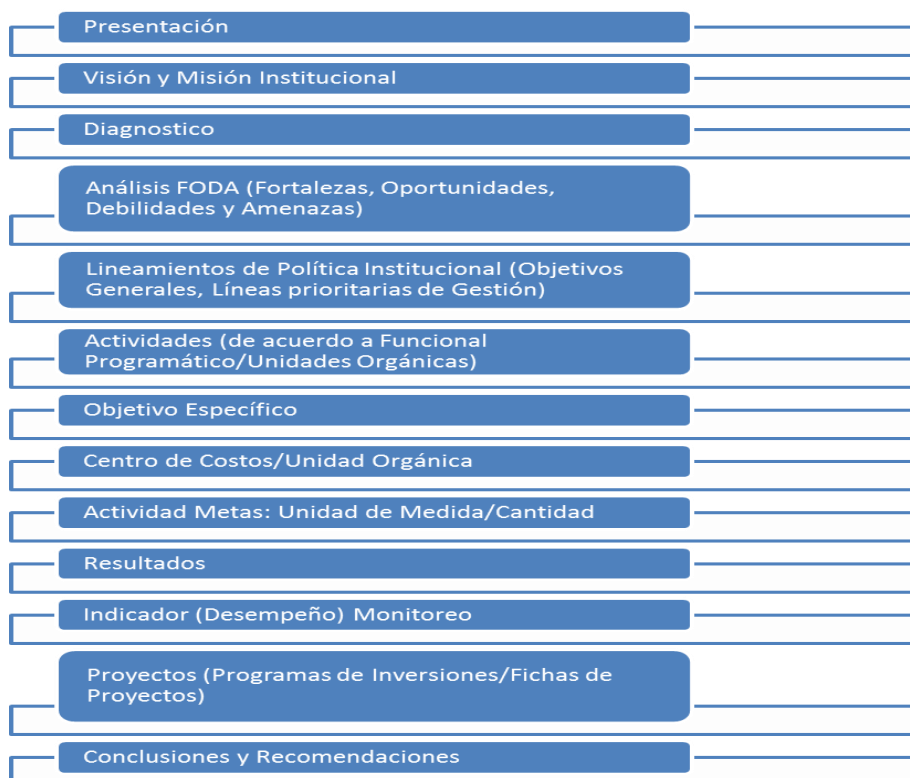 Presentación
Visión y Misión Institucional
Diagnostico
Análisis FODA (Fortalezas, Oportunidades,
Debilidades y Amenazas)
Lineamientos de Política Institucional (Objetivos
Generales, Líneas prioritarias de Gestión)
Actividades (de acuerdo a Funcional
Programático/Unidades Orgánicas)
Objetivo Específico
Centro de Costos/Unidad Orgánica
Actividad Metas: Unidad de Medida/Cantidad
Resultados
Indicador (Desempeño) Monitoreo
Proyectos (Programas de Inversiones/Fichas de
Proyectos)
Conclusiones y Recomendaciones